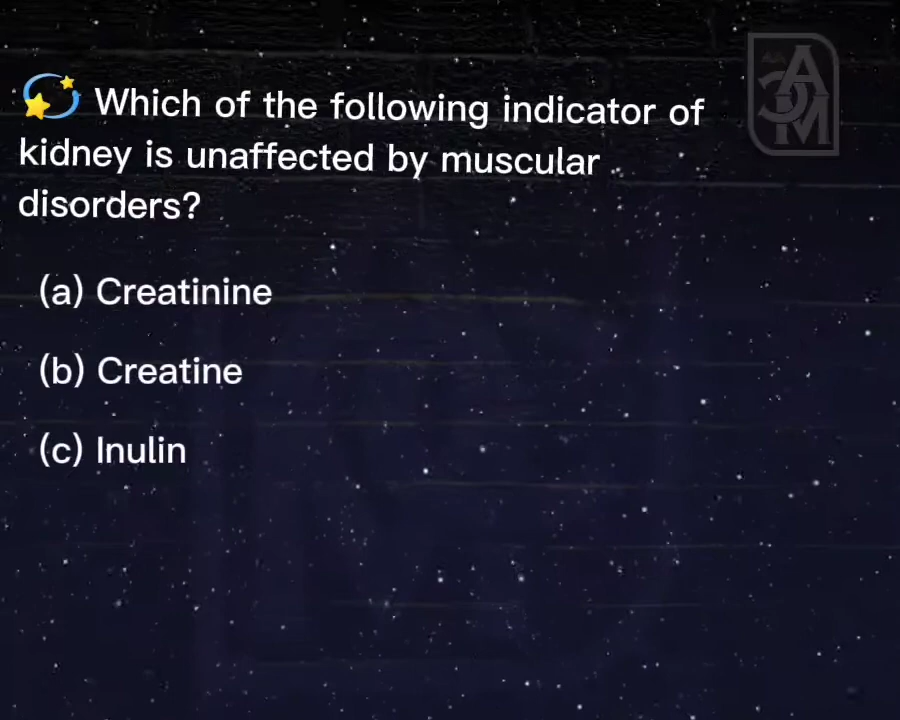 Which of the following indicator of
kidney is unaffected by muscular
disorders?
(a) Creatinine
(b) Creatine
(c) Inulin